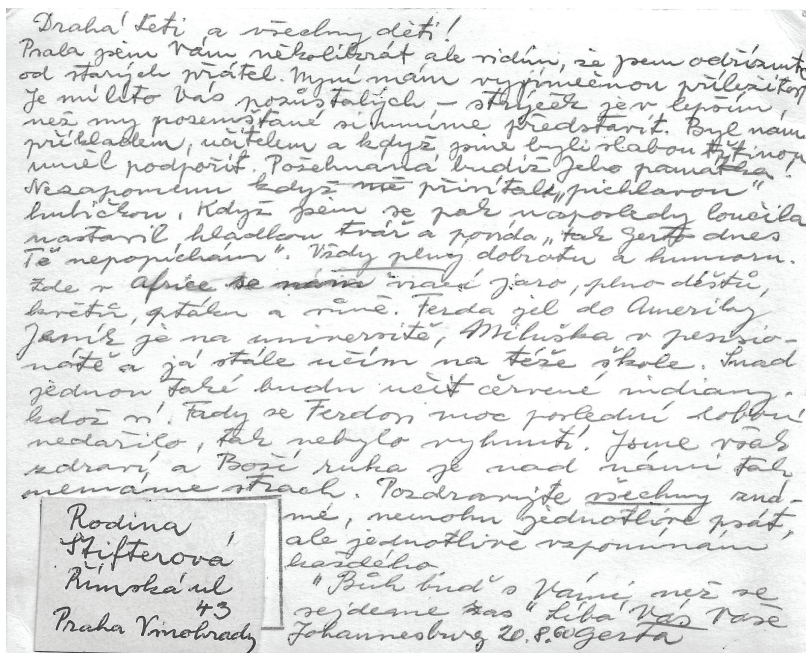 Drahá teti a všechny děti!
Psala jsem Vám několikrát ale vidím, že jsem odříznuta
od starých přátel. Nyní mám vyjímečnou příležitost
Je mi líto Vás pozůstalých – strýček je v lepším,
než my pozemšťané si umíme představit. Byl nám
příkladem, učitelem a když jsme byli slabou třtinou
uměl podpořit. Požehnaná budiž Jeho památka!
Nezapomenu když mě přivítal „pichlavou"
hubičkou. Když jsem se pak naposledy loučila
nastavil hladkou tvář a povídá „tak Gerto dnes
Tě nepopíchám". Vždy plný dobrotu a humoru.
Zde v Africe se nám vrací jaro, plno deštů,
květů, ptáků a vůně. Ferda jel do Ameriky
Jeník je na universitě, Miluška v pensio-
nátě a já stále učím na téže škole. Snad
jednou také budu učit červené indiany.
kdož ví. Tady se Ferdovi moc poslední dobou
nedařilo, tak nebylo vyhnutí. Jsme však
zdraví, a Boží ruka je nad námi tak
nemáme strach. Pozdravujte všechny zná-
mé, nemohu jednotlivě psát,
ale jednotlivě vzpomínám
každého
"Bůh buď s Vámi, než se
sejdeme zas" Líbá Vás Vaše
Johannesburg 20.8.60 Gerta
Rodina
Štifterová
Římská ul
43
Praha Vinohrady